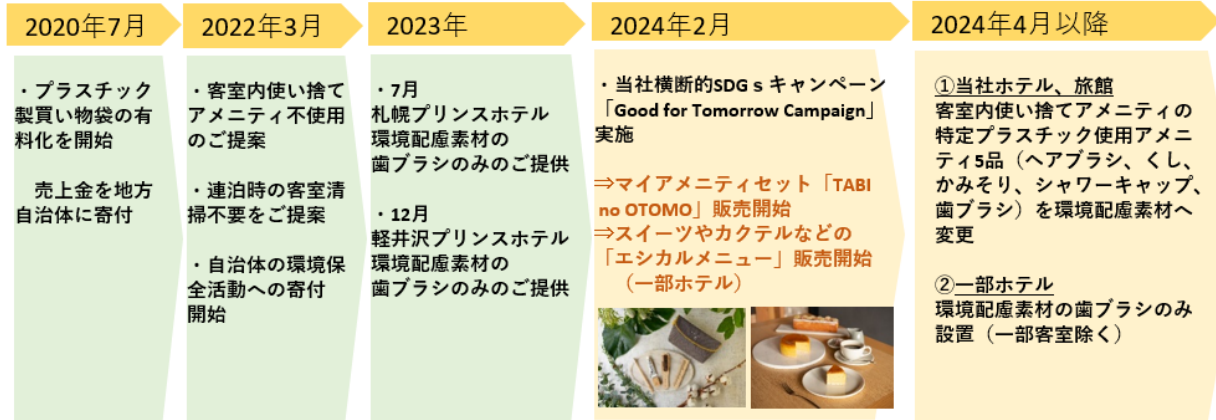 2020年7月
・プラスチック
製買い物袋の有
料化を開始
売上金を地方
自治体に寄付
2022年3月
・客室内使い捨て
アメニティ不使用
のご提案
・連泊時の客室清
掃不要をご提案
・自治体の環境保
全活動への寄付
開始
2023年
・7月
札幌プリンスホテル
環境配慮素材の
歯ブラシのみのご提供
・12月
軽井沢プリンスホテル
環境配慮素材の
歯ブラシのみのご提供
2024年2月
・当社横断的SDGｓキャンペーン
「Good for Tomorrow Campaign」
実施
⇒マイアメニティセット「TABI
no OTOMO」販売開始
⇒スイーツやカクテルなどの
「エシカルメニュー」販売開始
（一部ホテル）
2024年4月以降
①当社ホテル、旅館
客室内使い捨てアメニティの
特定プラスチック使用アメニ
ティ5品（ヘアブラシ、くし、
かみそり、シャワーキャップ、
歯ブラシ）を環境配慮素材へ
変更
②一部ホテル
環境配慮素材の歯ブラシのみ
設置（一部客室除く）